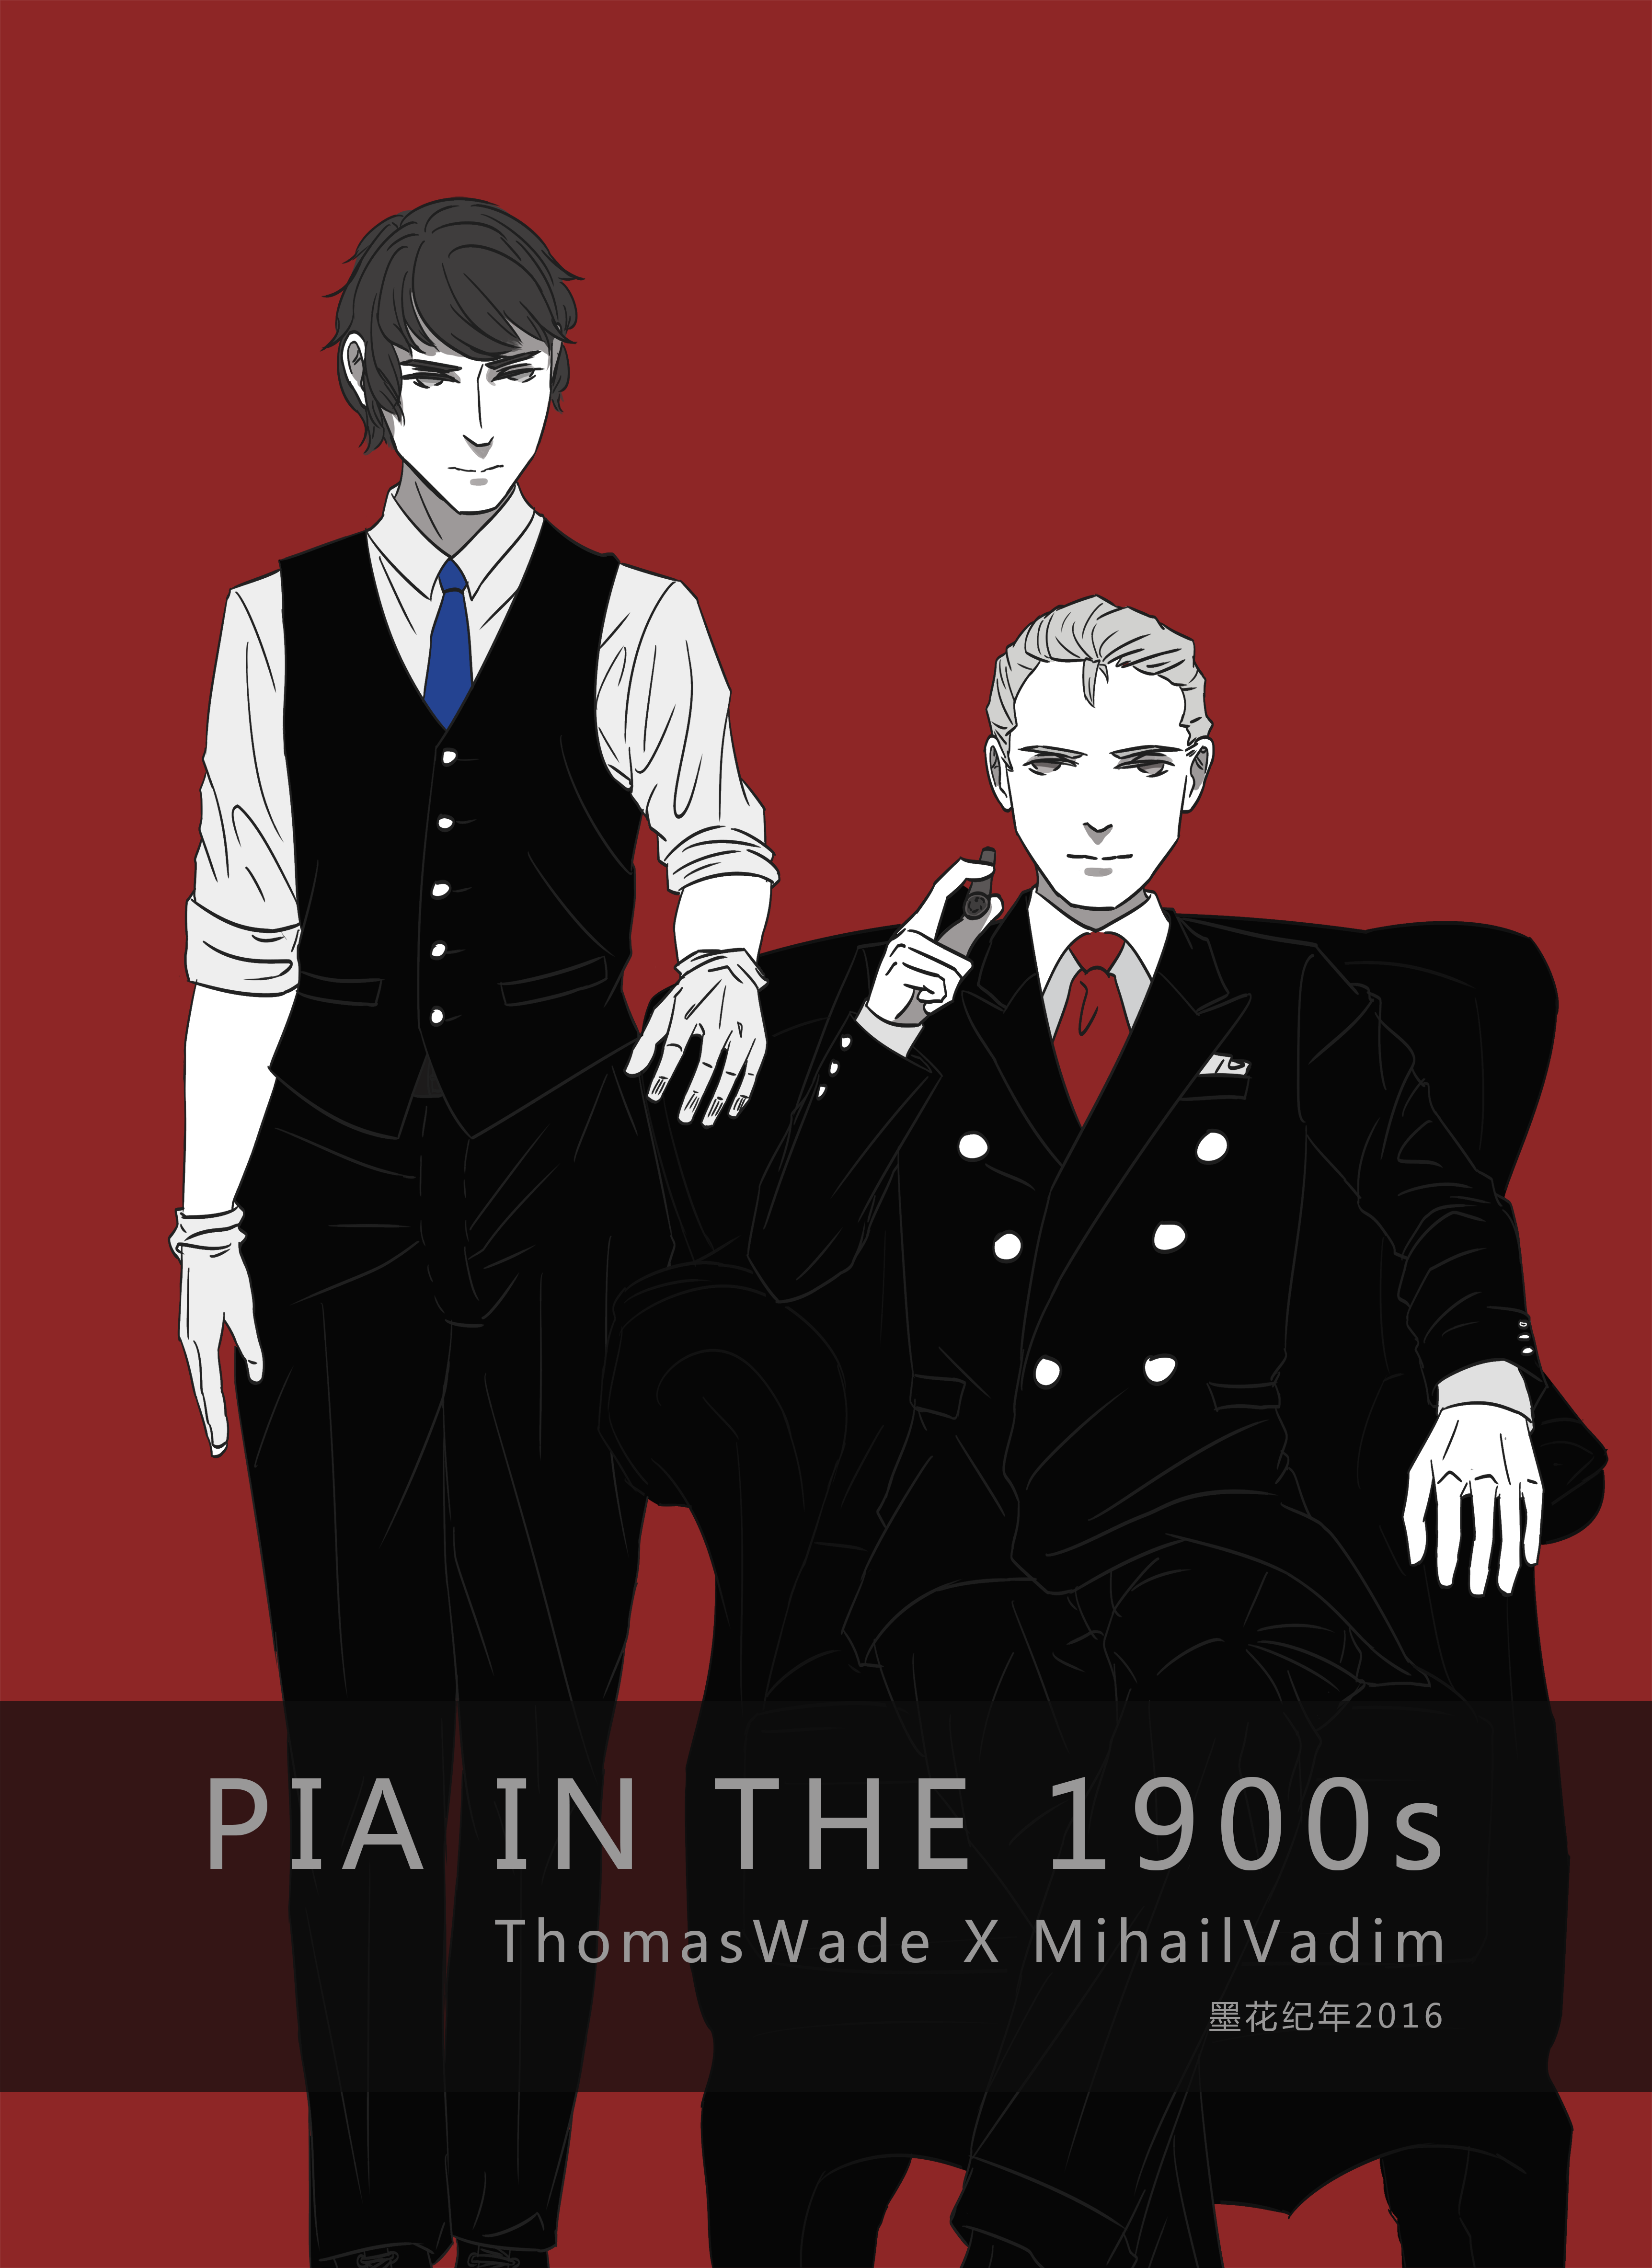 PIA IN THE 1900s
ThomasWade X MihailVadim
墨花纪年2016